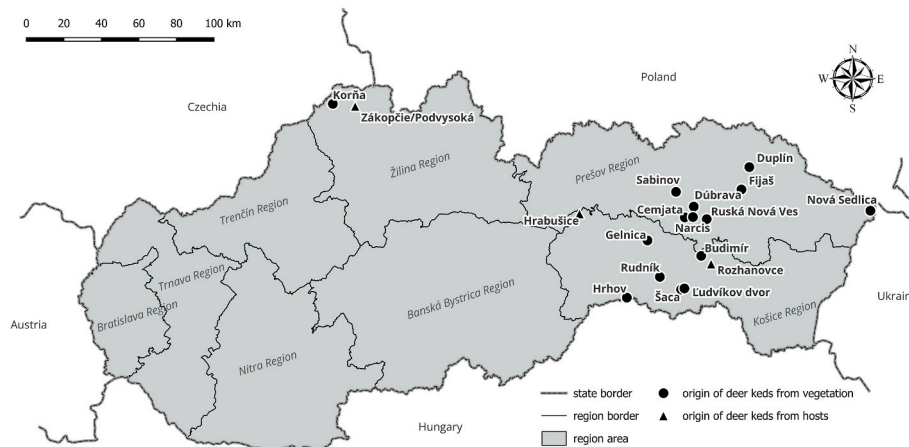 0 20 40 60 80 100 km
N
W E
S
Poland
Czechia
Korňa
Zákopčie/Podvysoká
Žilina Region
Prešov Region
Duplín
Sabinov
Fijaš
Trenčín Region
Dúbrava
Nová Sedlica
Cemjata
Ruská Nová Ves
Hrabušice
Narcis
Gelnica
Budimír
Trnava Region
Rozhanovce
Rudník
Banská Bystrica Region
Hrhov
Ľudvíkov dvor
Šaca
Ukrain
Bratislava Region
Košice Region
Austria
Nitra Region
state border
origin of deer keds from vegetation
region border
origin of deer keds from hosts
Hungary
region area